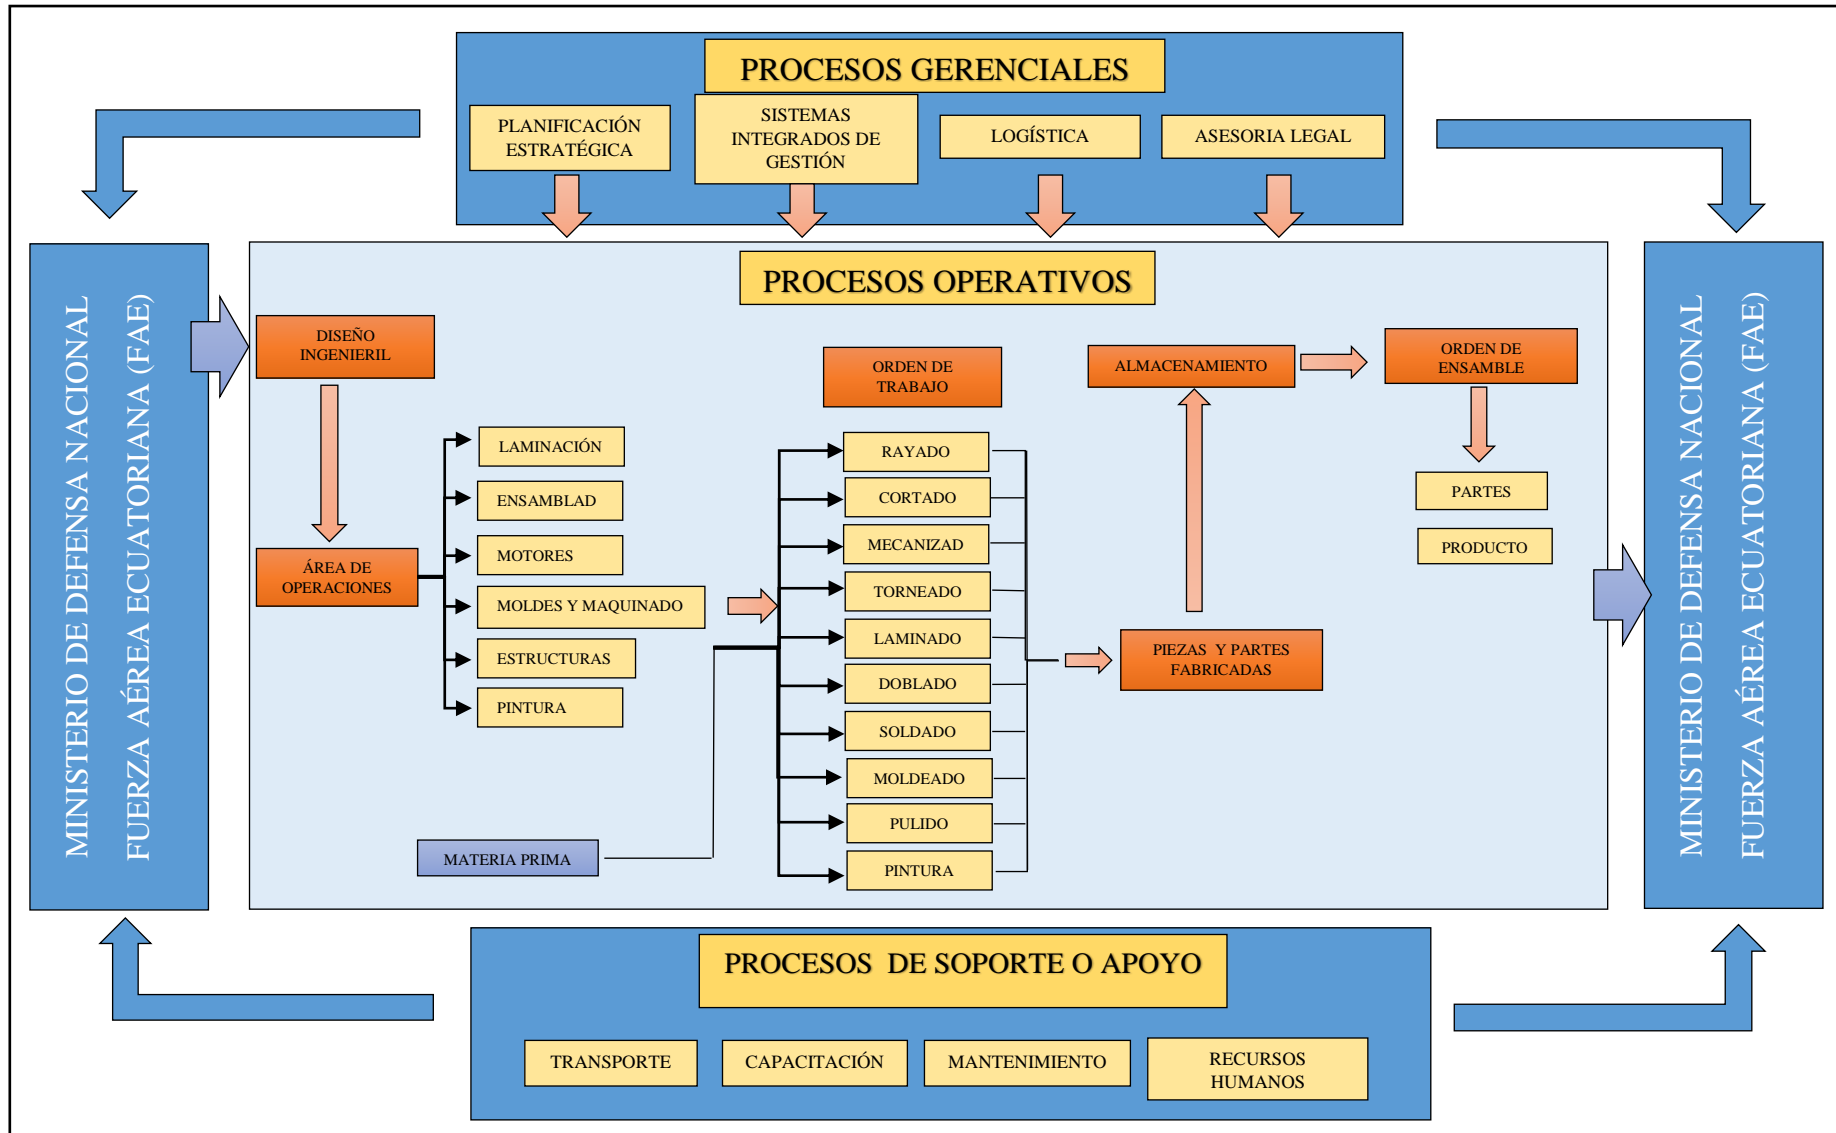 PROCESOS GERENCIALES
PLANIFICACIÓN
ESTRATÉGICA
SISTEMAS
INTEGRADOS DE
GESTIÓN
LOGÍSTICA
ASESORIA LEGAL
MINISTERIO DE DEFENSA NACIONAL
FUERZA AÉREA ECUATORIANA (FAE)
PROCESOS OPERATIVOS
DISEÑO
INGENIERIL
ÁREA DE
OPERACIONES
LAMINACIÓN
ENSAMBLAD
MOTORES
MOLDES Y MAQUINADO
ESTRUCTURAS
PINTURA
MATERIA PRIMA
ORDEN DE
TRABAJO
RAYADO
CORTADO
MECANIZAD
TORNEADO
LAMINADO
DOBLADO
SOLDADO
MOLDEADO
PULIDO
PINTURA
ALMACENAMIENTO
PIEZAS Y PARTES
FABRICADAS
ORDEN DE
ENSAMBLE
PARTES
PRODUCTO
MINISTERIO DE DEFENSA NACIONAL
FUERZA AÉREA ECUATORIANA (FAE)
PROCESOS DE SOPORTE O APOYO
TRANSPORTE
CAPACITACIÓN
MANTENIMIENTO
RECURSOS
HUMANOS